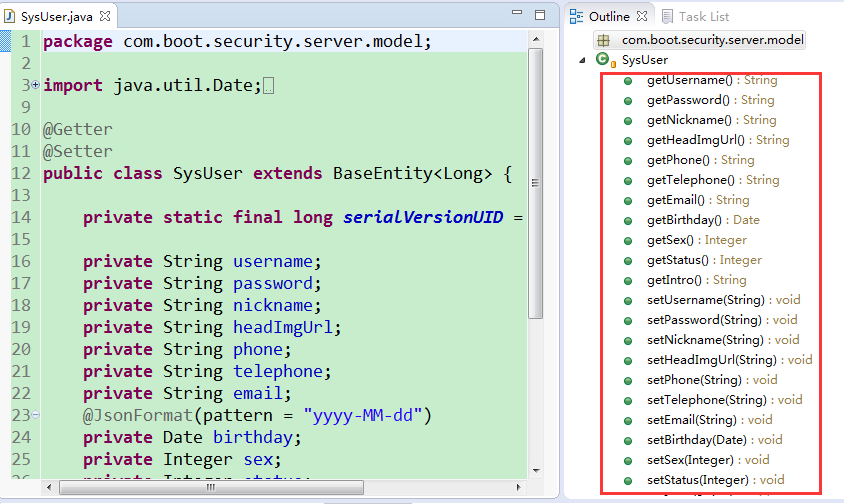 SysUser.java
1 package com.boot.security.server.model;
2
3 import java.util.Date;
9
10 @Getter
11 @Setter
12 public class SysUser extends BaseEntity<Long> {
13
14 private static final long serialVersionUID =
15
16 private String username;
17 private String password;
18 private String nickname;
19 private String headImgUrl;
20 private String phone;
21 private String telephone;
22 private String email;
23 @JsonFormat(pattern = "yyyy-MM-dd")
24 private Date birthday;
25 private Integer sex;
26 private Integer status;
Outline Task List
com.boot.security.server.model
SysUser
getUsername() : String
getPassword() : String
getNickname() : String
getHeadImgUrl() : String
getPhone() : String
getTelephone() : String
getEmail() : String
getBirthday() : Date
getSex() : Integer
getStatus() : Integer
getIntro() : String
setUsername(String) : void
setPassword(String) : void
setNickname(String) : void
setHeadImgUrl(String) : void
setPhone(String) : void
setTelephone(String) : void
setEmail(String) : void
setBirthday(Date) : void
setSex(Integer) : void
setStatus(Integer) : void